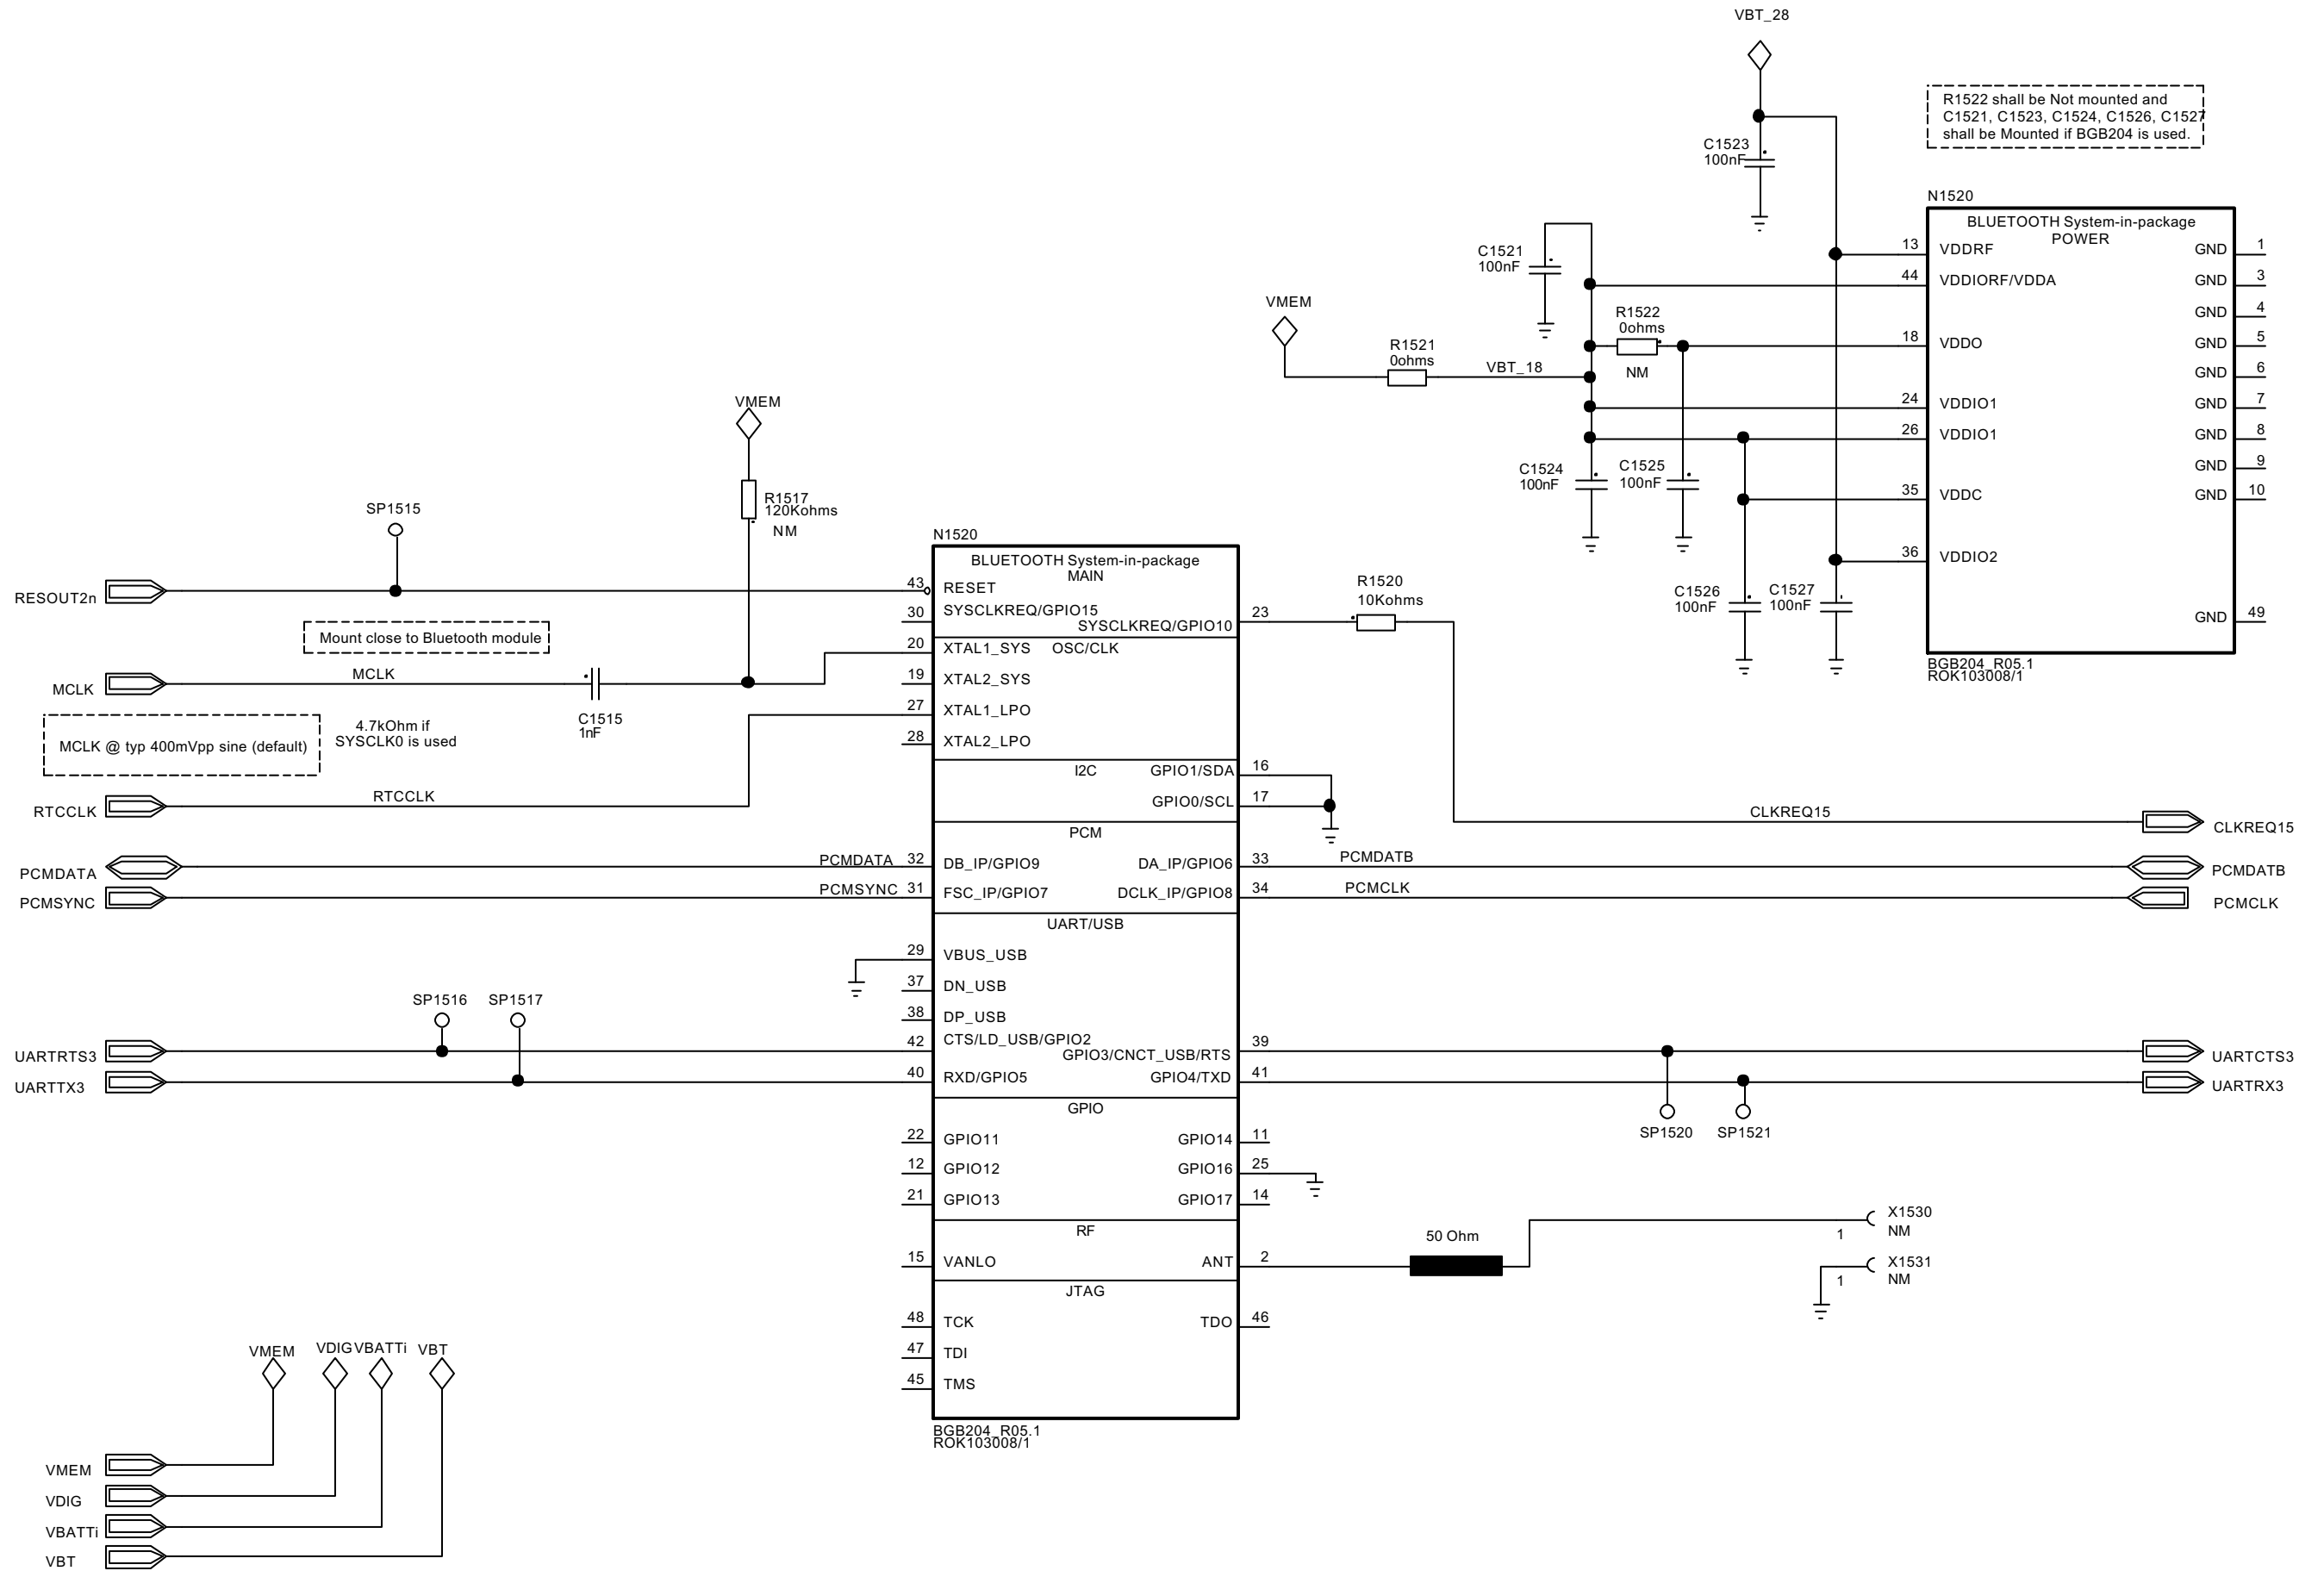 VBT_28
R1522 shall be Not mounted and
C1521, C1523, C1524, C1526, C1527
shall be Mounted if BGB204 is used.
C1523
100nF
N1520
BLUETOOTH System-in-package
POWER
13 VDDRF GND 1
44 VDDIORF/VDDA GND 3
GND 4
18 VDDO GND 5
GND 6
24 VDDIO1 GND 7
26 VDDIO1 GND 8
GND 9
35 VDDC GND 10
36 VDDIO2
GND 49
BGB204_R05.1
ROK103008/1
C1521
100nF
VMEM
R1521
0ohms
VBT_18
R1522
0ohms
NM
C1524
100nF
C1525
100nF
C1526
100nF
C1527
100nF
VMEM
R1517
120Kohms
NM
SP1515
RESOUT2n
Mount close to Bluetooth module
MCLK
MCLK
C1515
1nF
MCLK @ typ 400mVpp sine (default)
4.7kOhm if
SYSCLK0 is used
RTCCLK
RTCCLK
PCMDATA
PCMDATA
PCMSYNC
PCMSYNC
SP1516
SP1517
UARTRTS3
UARTTX3
N1520
BLUETOOTH System-in-package
MAIN
43 RESET
30 SYSCLKREQ/GPIO15
SYSCLKREQ/GPIO10 23
20 XTAL1_SYS OSC/CLK
19 XTAL2_SYS
27 XTAL1_LPO
28 XTAL2_LPO
I2C GPIO1/SDA 16
GPIO0/SCL 17
PCM
32 DB_IP/GPIO9 DA_IP/GPIO6 33
31 FSC_IP/GPIO7 DCLK_IP/GPIO8 34
UART/USB
29 VBUS_USB
37 DN_USB
38 DP_USB
42 CTS/LD_USB/GPIO2
GPIO3/CNCT_USB/RTS 39
40 RXD/GPIO5 GPIO4/TXD 41
GPIO
22 GPIO11 GPIO14 11
12 GPIO12 GPIO16 25
21 GPIO13 GPIO17 14
RF
15 VANLO ANT 2
JTAG
48 TCK TDO 46
47 TDI
45 TMS
BGB204_R05.1
ROK103008/1
R1520
10Kohms
CLKREQ15
CLKREQ15
PCMDATB
PCMDATB
PCMCLK
PCMCLK
UARTCTS3
UARTRX3
SP1520
SP1521
50 Ohm
1
X1530
NM
1
X1531
NM
VMEM
VDIG
VBATTi
VBT
VMEM
VDIG
VBATTi
VBT